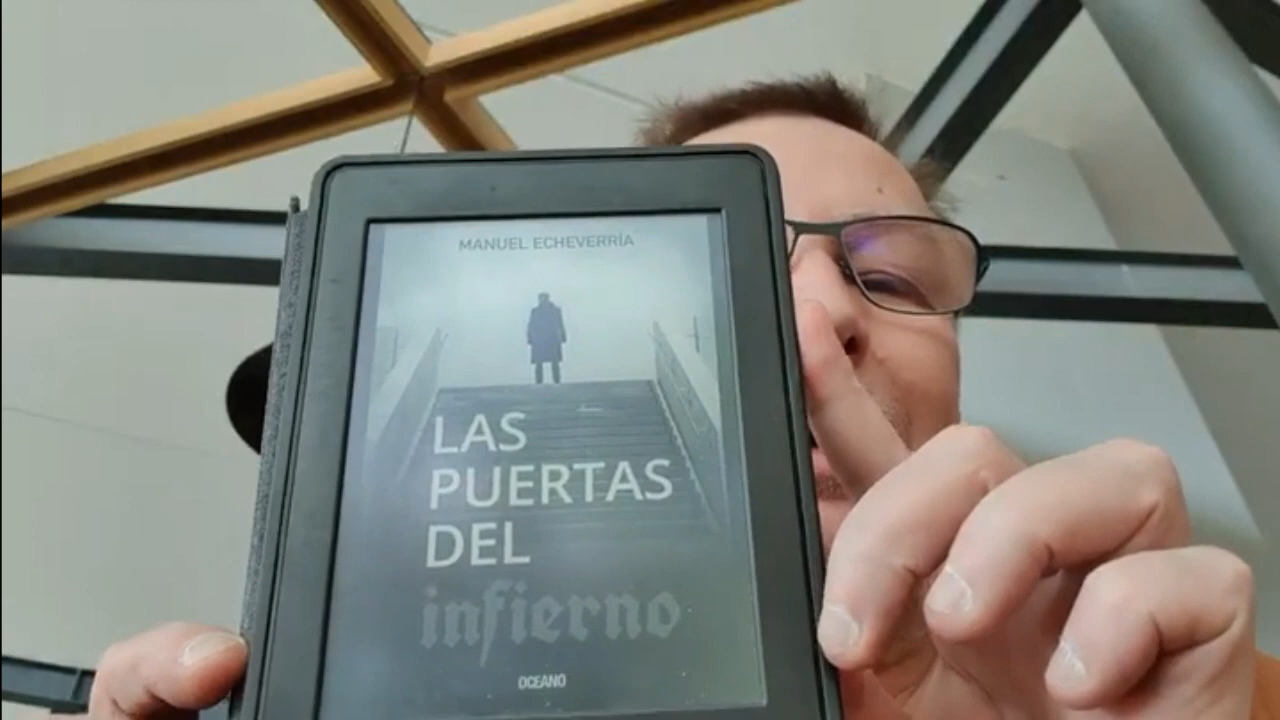 MANUEL ECHEVERRÍA
LAS
PUERTAS
DEL
infierno
OCEANO